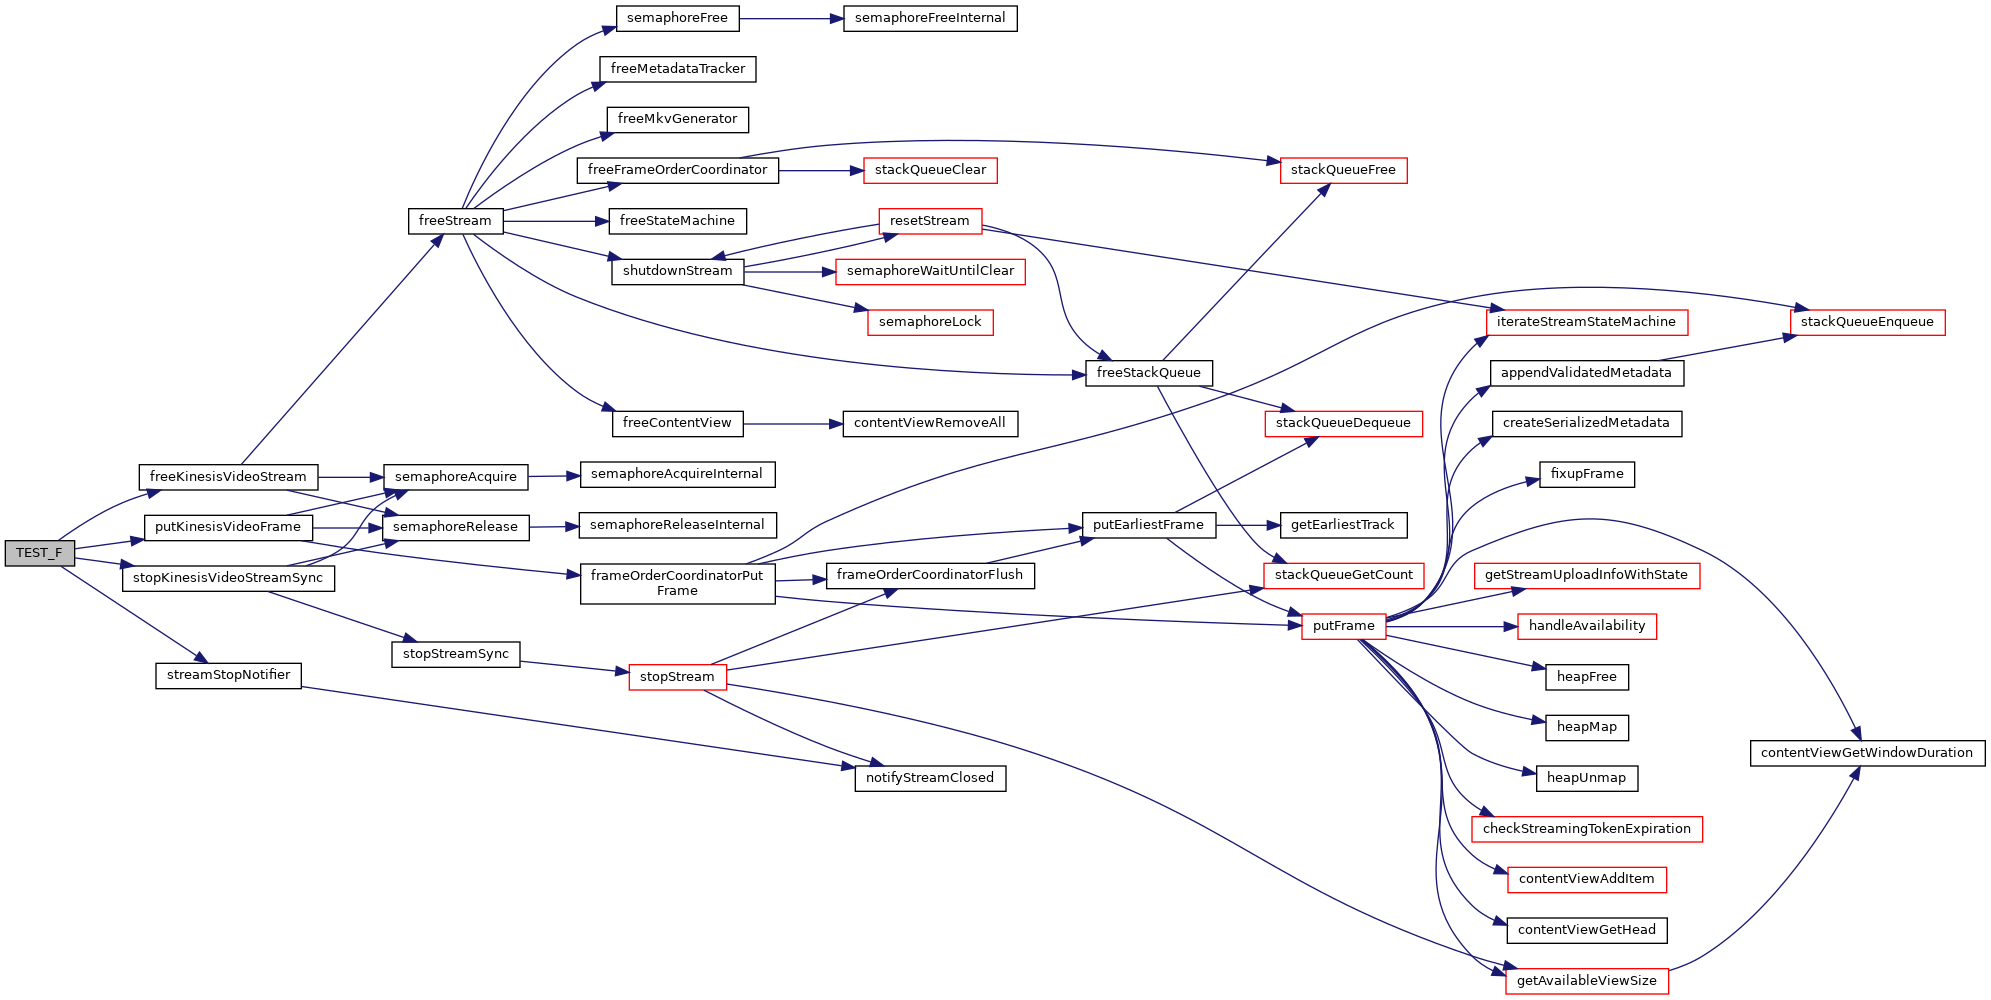 semaphoreFree
semaphoreFreeInternal
freeMetadataTracker
freeMkvGenerator
freeFrameOrderCoordinator
stackQueueClear
stackQueueFree
freeStream
freeStateMachine
resetStream
shutdownStream
semaphoreWaitUntilClear
semaphoreLock
iterateStreamStateMachine
stackQueueEnqueue
freeStackQueue
appendValidatedMetadata
freeContentView
contentViewRemoveAll
stackQueueDequeue
createSerializedMetadata
freeKinesisVideoStream
semaphoreAcquire
semaphoreAcquireInternal
fixupFrame
putKinesisVideoFrame
semaphoreRelease
semaphoreReleaseInternal
putEarliestFrame
getEarliestTrack
TEST_F
stopKinesisVideoStreamSync
frameOrderCoordinatorPut
Frame
frameOrderCoordinatorFlush
stackQueueGetCount
getStreamUploadInfoWithState
putFrame
handleAvailability
stopStreamSync
streamStopNotifier
stopStream
heapFree
heapMap
contentViewGetWindowDuration
notifyStreamClosed
heapUnmap
checkStreamingTokenExpiration
contentViewAddItem
contentViewGetHead
getAvailableViewSize